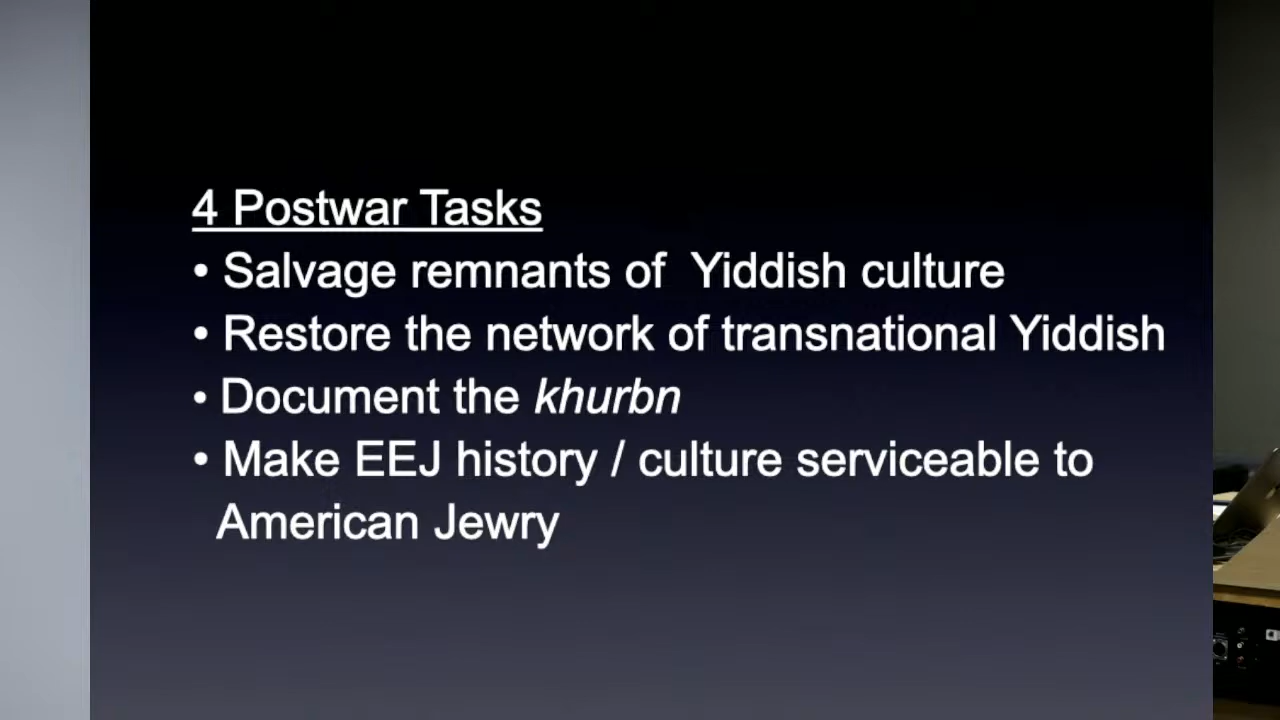 4 Postwar Tasks
• Salvage remnants of  Yiddish culture
• Restore the network of transnational Yiddish
• Document the khurbn
• Make EEJ history / culture serviceable to
American Jewry